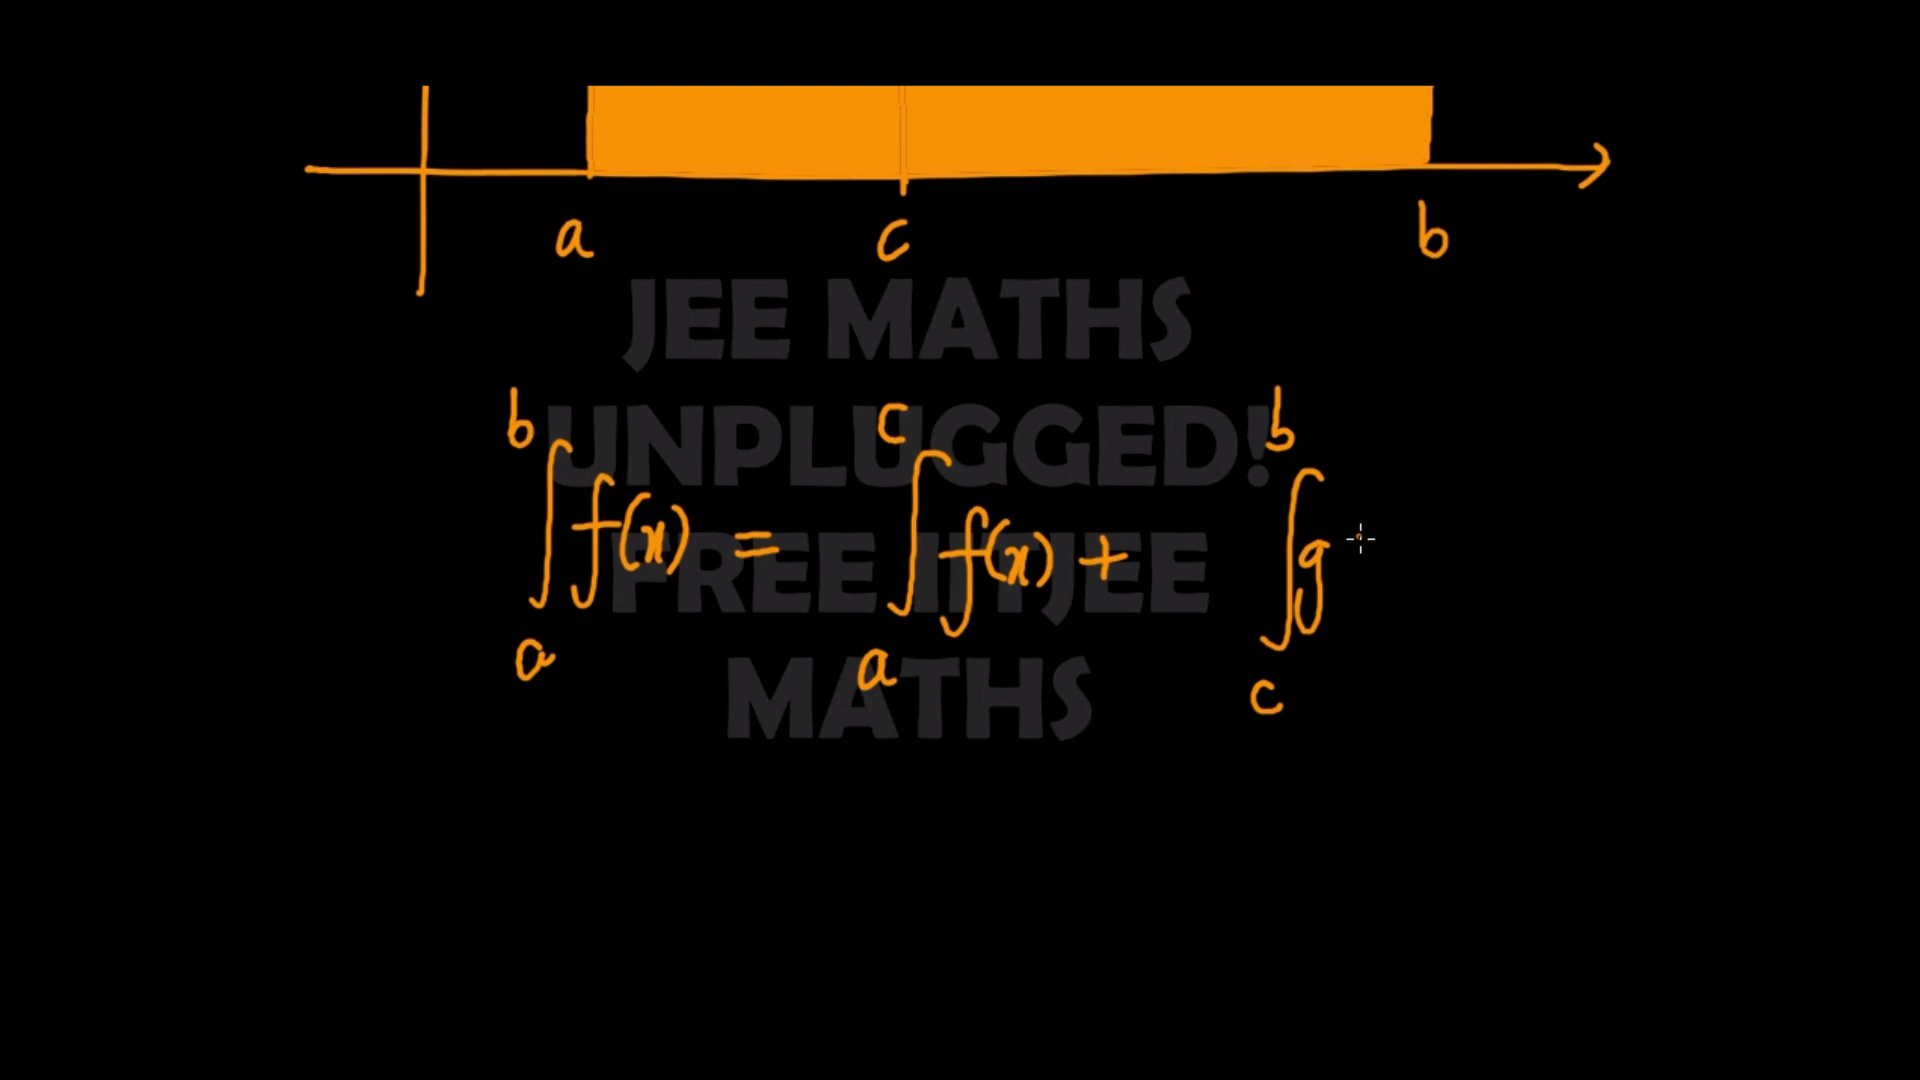 a c b
JEE MATHS
UNPLUGGED!
FREE IITJEE
MATHS
b c b
∫f(x) = ∫f(x) + ∫g
a a c